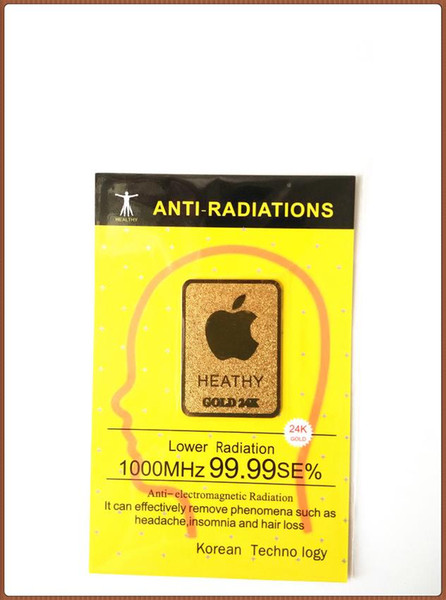 HEALTHY
ANTI-RADIATIONS
HEATHY
GOLD 24K
24K
GOLD
Lower Radiation
1000MHz 99.99SE%
Anti- electromagnetic Radiation
It can effectively remove phenomena such as
headache,insomnia and hair loss
Korean Techno logy